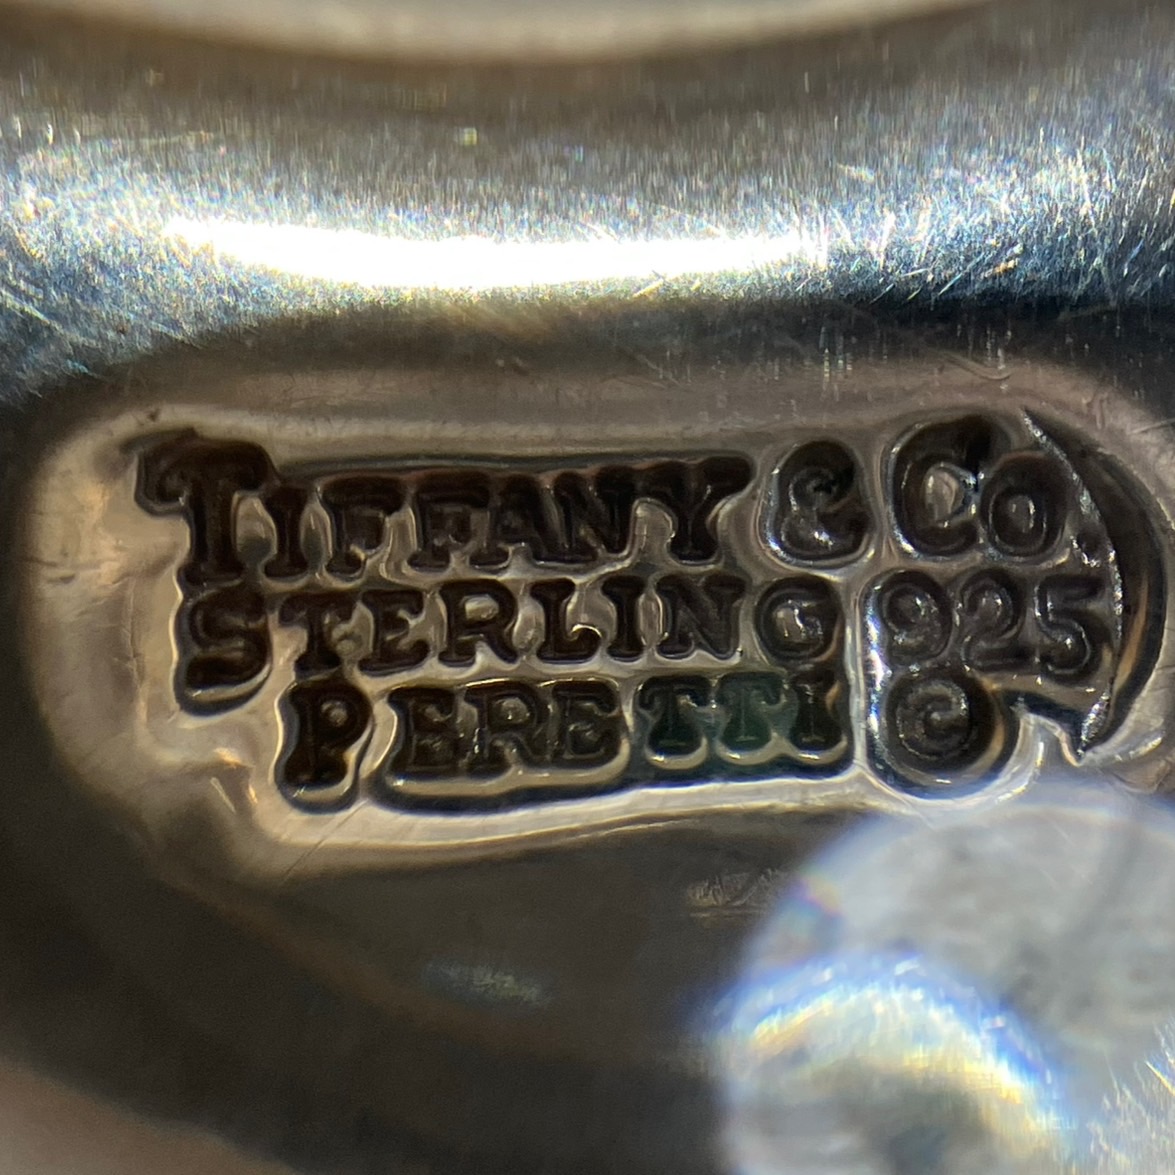 TIFFANY & Co.
STERLING 925
PERETTI ©